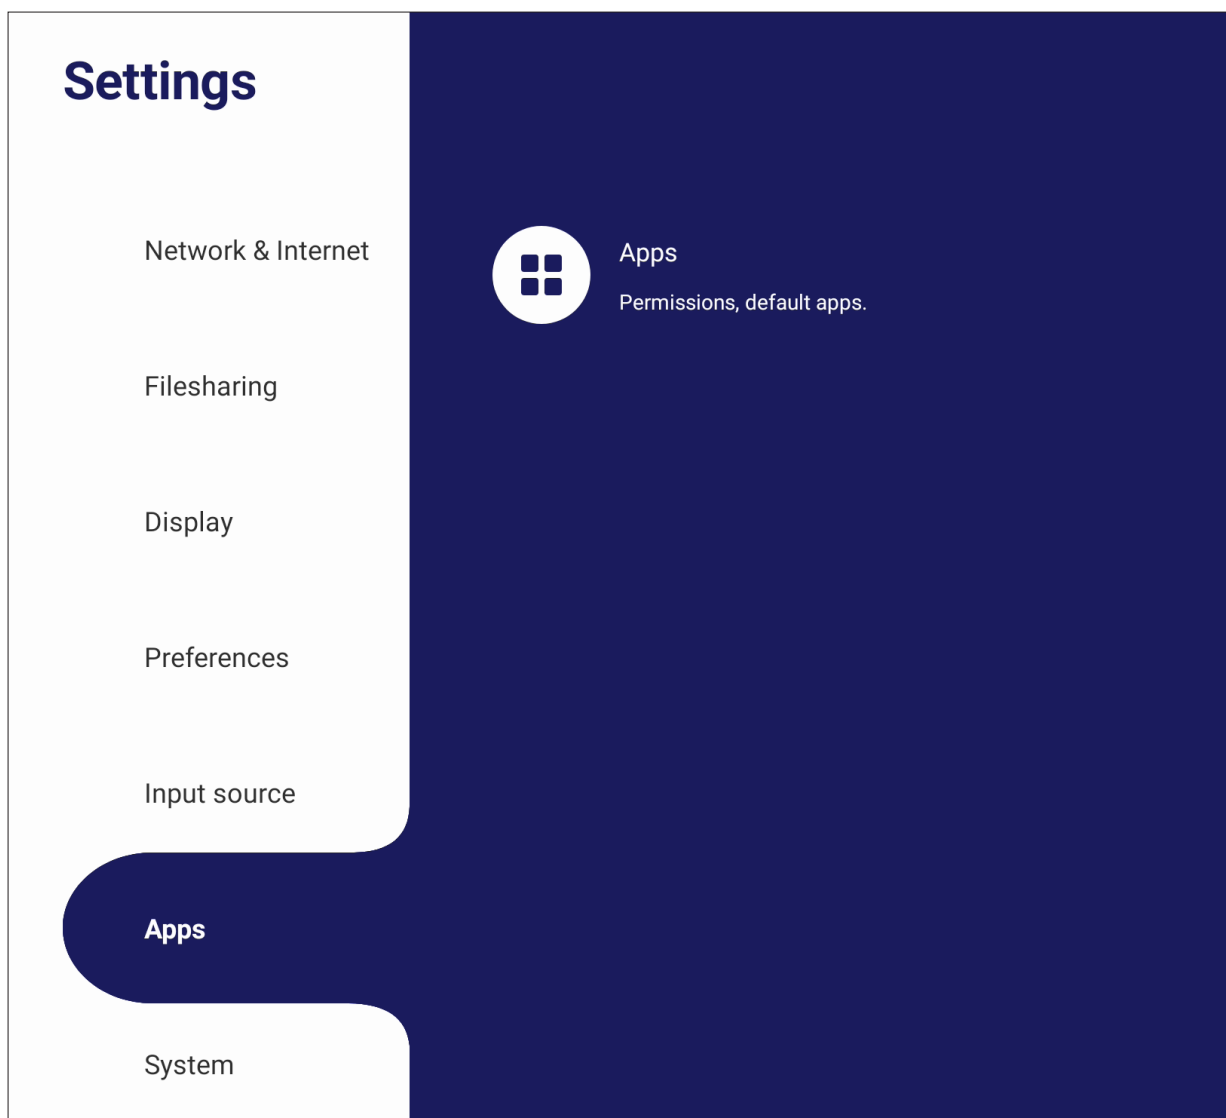 Settings
Network & Internet
Filesharing
Display
Preferences
Input source
Apps
System
Apps
Permissions, default apps.